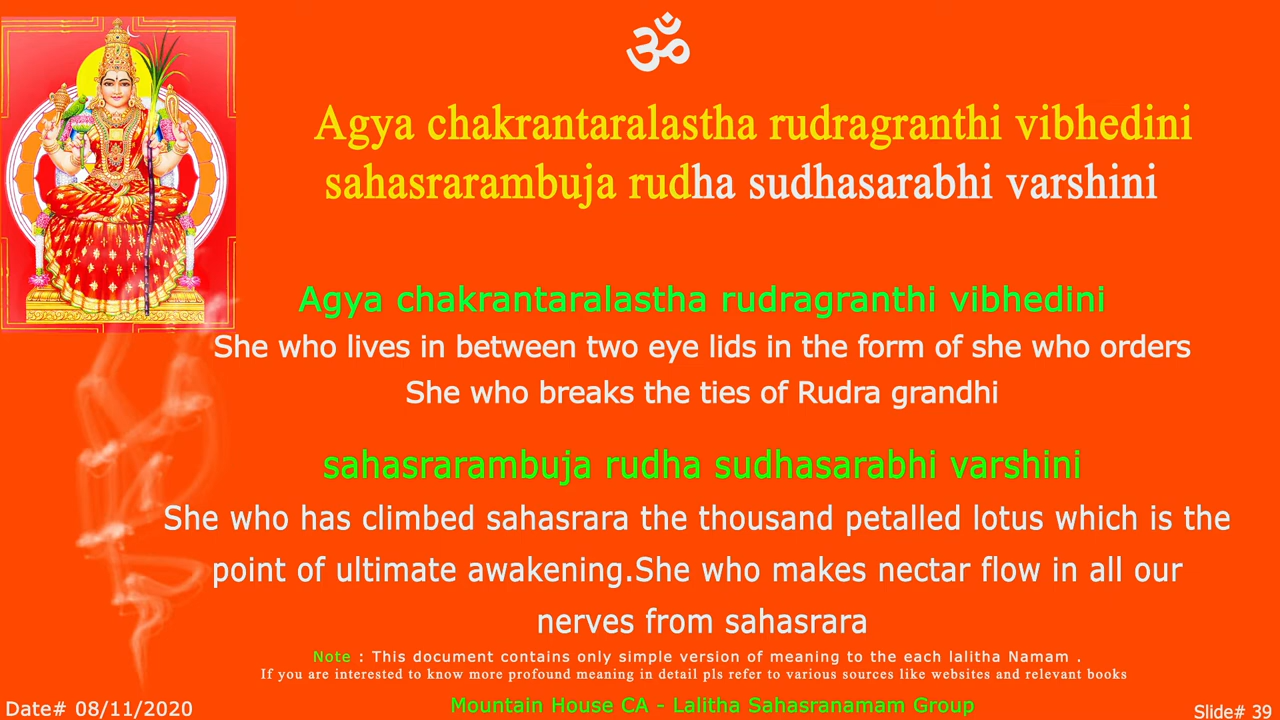 ॐ
Agya chakrantaralastha rudragranthi vibhedini
sahasrarambuja rudha sudhasarabhi varshini
Agya chakrantaralastha rudragranthi vibhedini
She who lives in between two eye lids in the form of she who orders
She who breaks the ties of Rudra grandhi
sahasrarambuja rudha sudhasarabhi varshini
She who has climbed sahasrara the thousand petalled lotus which is the
point of ultimate awakening.She who makes nectar flow in all our
nerves from sahasrara
Note : This document contains only simple version of meaning to the each lalitha Namam .
If you are interested to know more profound meaning in detail pls refer to various sources like websites and relevant books
Mountain House CA - Lalitha Sahasranamam Group
Date# 08/11/2020
Slide# 39